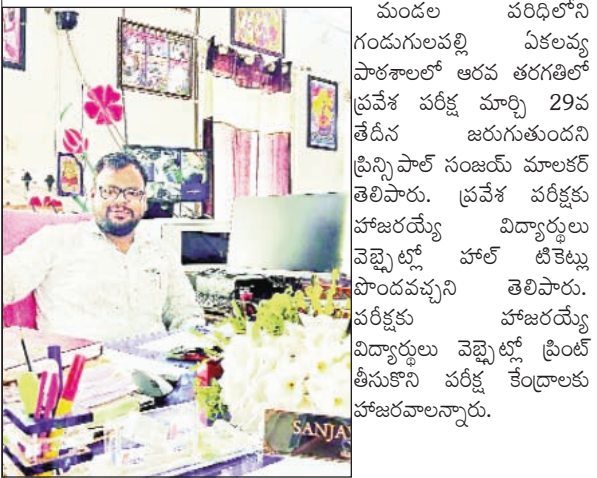 మండల పరిధిలోని
గండుగులపల్లి ఏకలవ్య
పాఠశాలలో ఆరవ తరగతిలో
ప్రవేశ పరీక్ష మార్చి 29వ
తేదీన జరుగుతుందని
ప్రిన్సిపాల్ సంజయ్ మాలకర్
తెలిపారు. ప్రవేశ పరీక్షకు
హాజరయ్యే విద్యార్థులు
వెబ్సైట్లో హాల్ టికెట్లు
పొందవచ్చని తెలిపారు.
పరీక్షకు హాజరయ్యే
విద్యార్థులు వెబ్సైట్లో ప్రింట్
తీసుకొని పరీక్ష కేంద్రాలకు
హాజరవాలన్నారు.
SANJAY